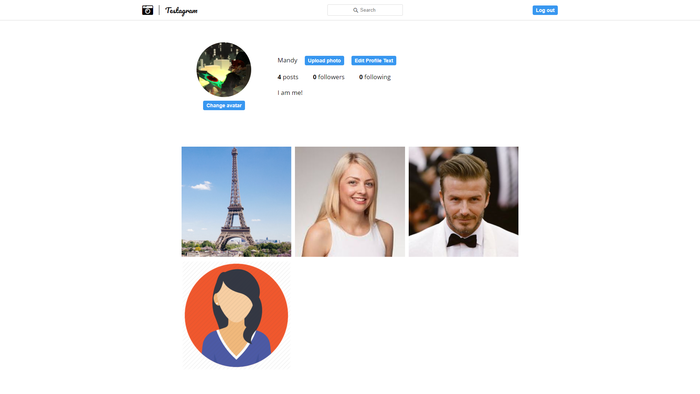 Testagram
Search
Log out
Mandy
Upload photo
Edit Profile Text
4 posts
0 followers
0 following
I am me!
Change avatar